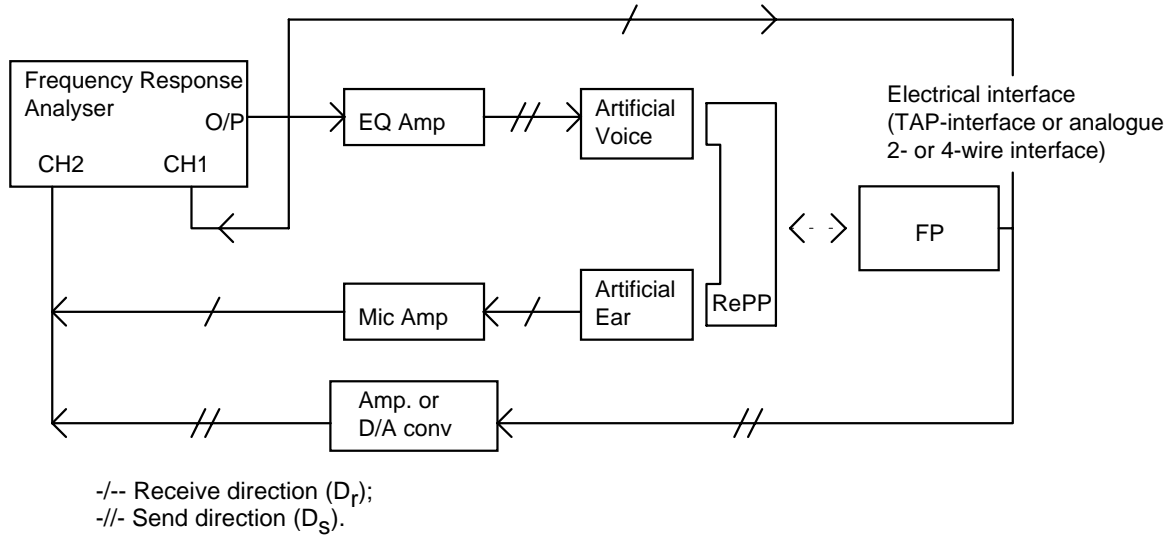 Frequency Response
Analyser
O/P
CH2
CH1
EQ Amp
Artificial
Voice
Electrical interface
(TAP-interface or analogue
2- or 4-wire interface)
FP
Mic Amp
Artificial
Ear
RePP
Amp. or
D/A conv
-/-- Receive direction (Dr);
-//- Send direction (Ds).